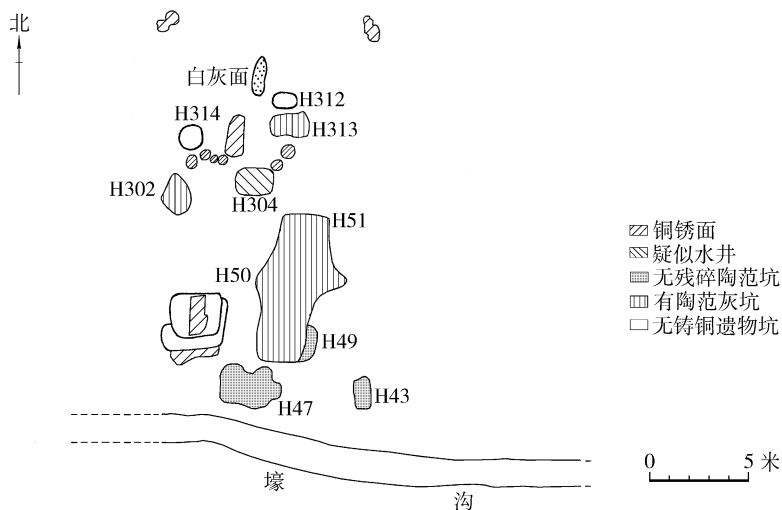 北
白灰面
H312
H314
H313
H302
H304
H51
H50
H49
H47
H43
壕
沟
铜锈面
疑似水井
无残碎陶范坑
有陶范灰坑
无铸铜遗物坑
0
5 米